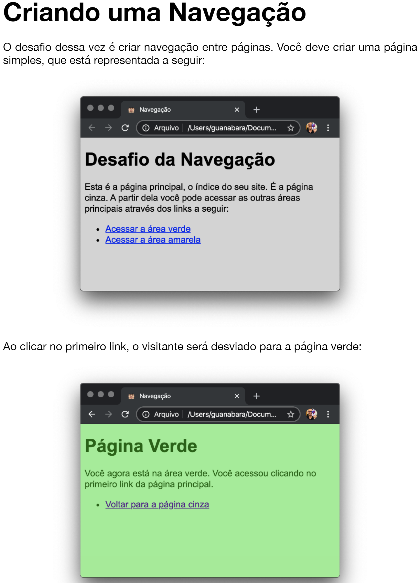 Criando uma Navegação
O desafio dessa vez é criar navegação entre páginas. Você deve criar uma página
simples, que está representada a seguir:
Navegação
Arquivo /Users/guanabara/Docum...
Desafio da Navegação
Esta é a página principal, o índice do seu site. É a página
cinza. A partir dela você pode acessar as outras áreas
principais através dos links a seguir:
• Acessar a área verde
• Acessar a área amarela
Ao clicar no primeiro link, o visitante será desviado para a página verde:
Navegação
Arquivo /Users/guanabara/Docum...
Página Verde
Você agora está na área verde. Você acessou clicando no
primeiro link da página principal.
• Voltar para a página cinza